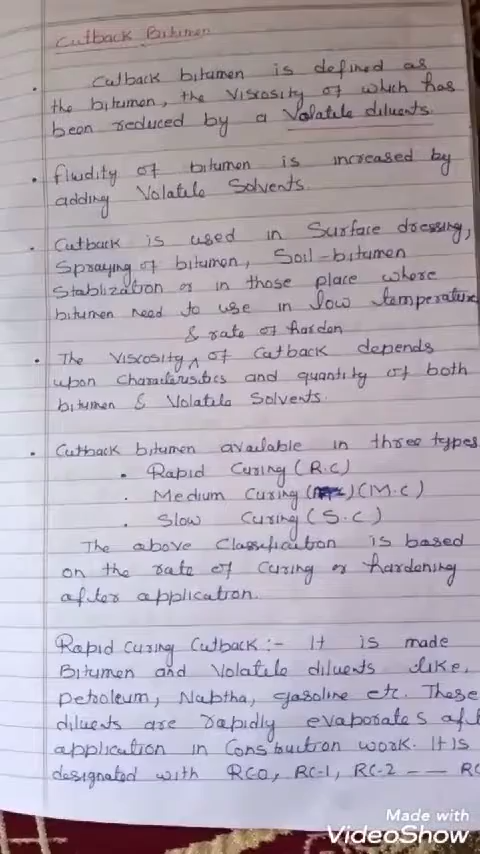 Cutback Bitumen
• Cutback bitumen is defined as
the bitumen, the viscosity of which has
been reduced by a Volatile diluents.
• fluidity of bitumen is increased by
adding Volatile Solvents.
• Cutback is used in Surface dressing,
Spraying of bitumen, Soil-bitumen
Stablization or in those place where
bitumen need to use in low temperature
& rate of harden
• The Viscosity ^ of Cutback depends
upon characteristics and quantity of both
bitumen & Volatile Solvents.
• Cutback bitumen available in three types
• Rapid Curing (R.C)
• Medium Curing (M.C)
• Slow Curing (S.C)
The above Classification is based
on the rate of Curing or hardening
after application.
Rapid Curing Cutback :- It is made
Bitumen and Volatile diluents like,
petroleum, Naptha, gasoline etc. These
diluents are rapidly evaporates aft
application in Construction work. It is
designated with RC0, RC-1, RC-2 -- RC
Made with
VideoShow